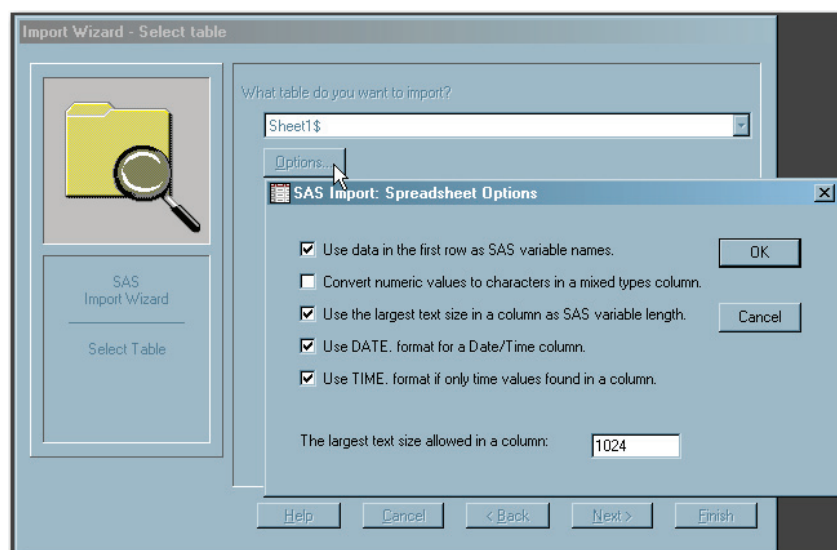 Import Wizard - Select table
What table do you want to import?
Sheet1$
Options...
SAS Import: Spreadsheet Options
Use data in the first row as SAS variable names.
OK
Convert numeric values to characters in a mixed types column.
Use the largest text size in a column as SAS variable length.
Cancel
Use DATE. format for a Date/Time column.
Use TIME. format if only time values found in a column.
The largest text size allowed in a column:
1024
SAS
Import Wizard
Select Table
Help
Cancel
< Back
Next >
Finish